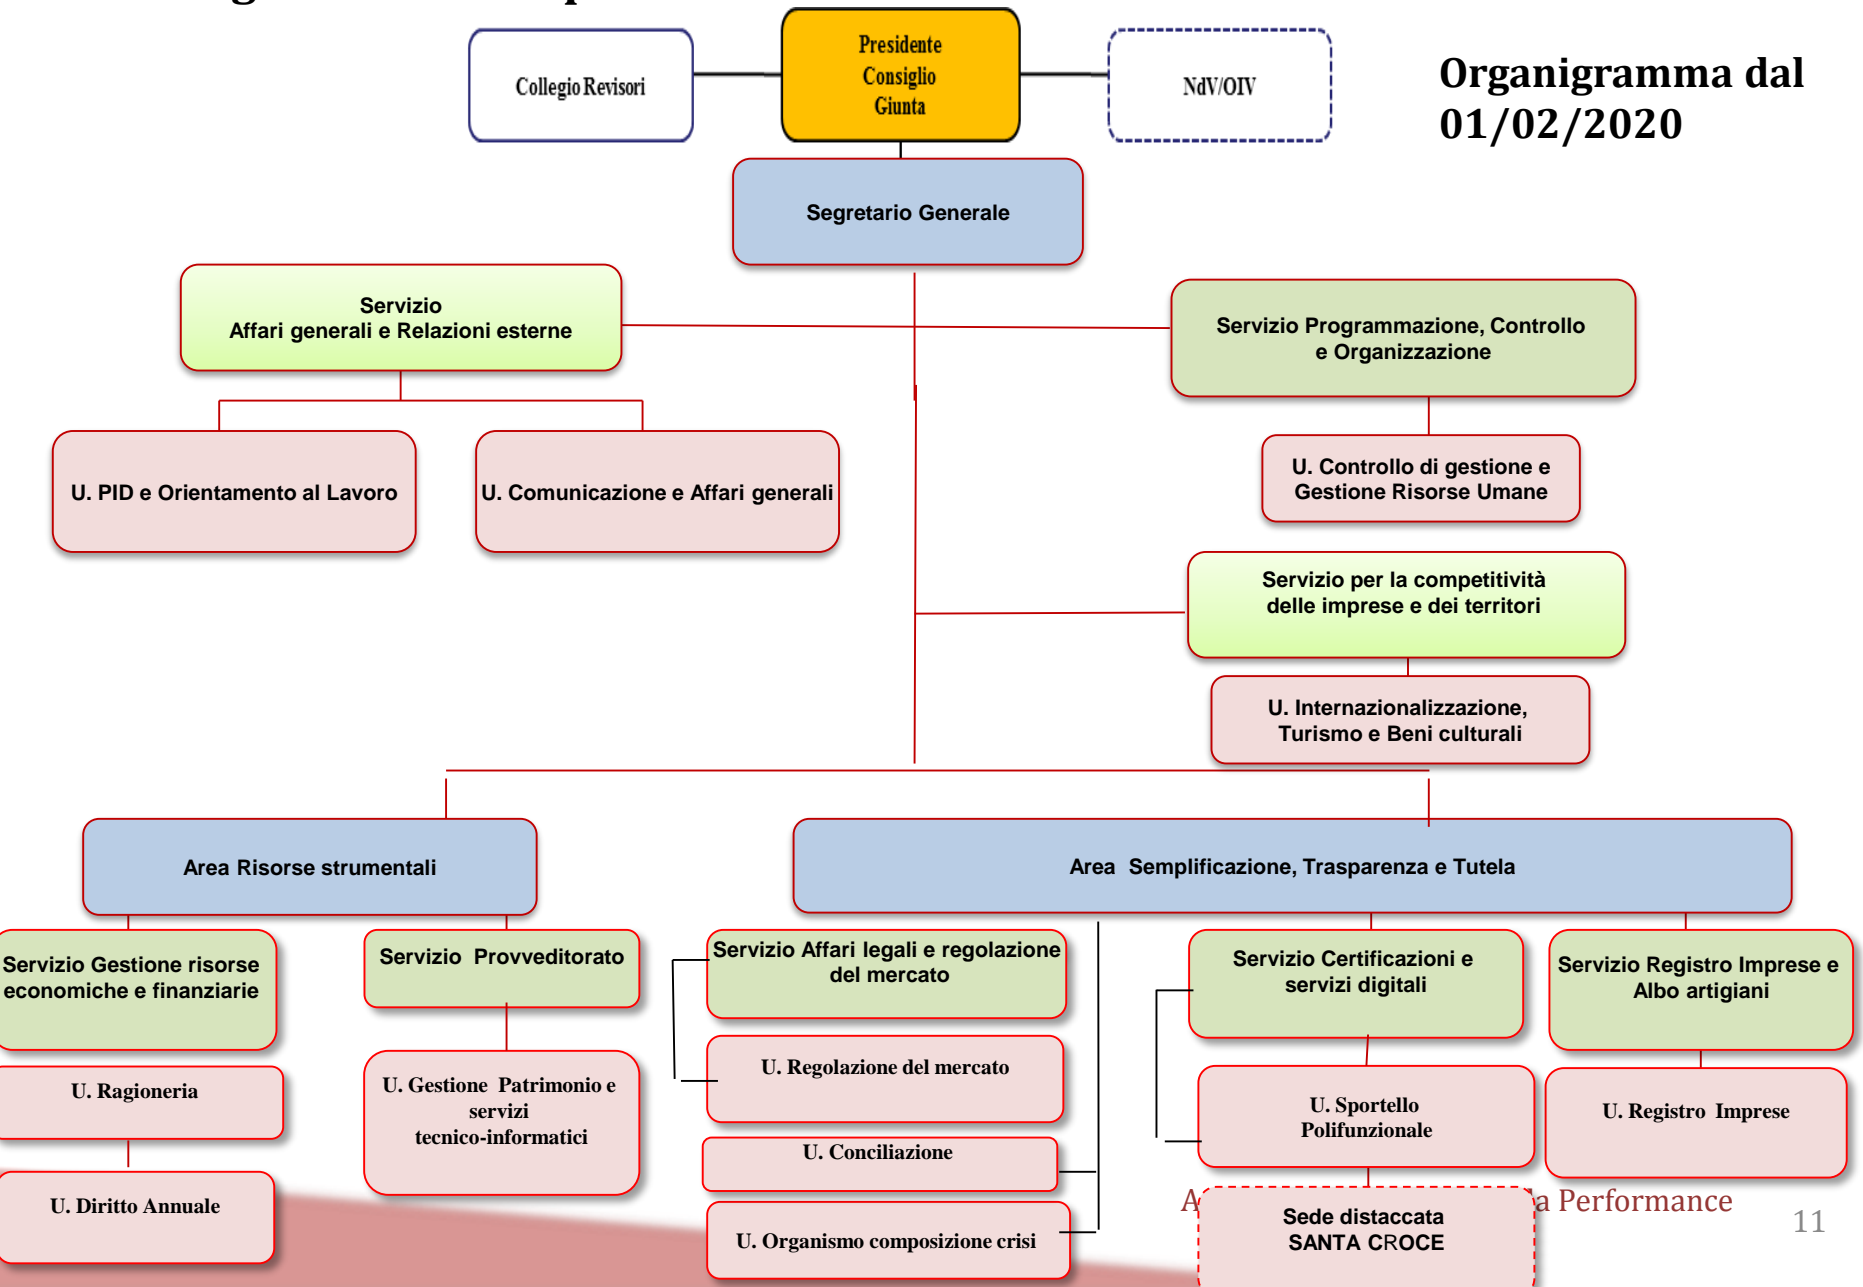 Presidente
Consiglio
Giunta
Collegio Revisori
NdV/OIV
Organigramma dal
01/02/2020
Segretario Generale
Servizio
Affari generali e Relazioni esterne
Servizio Programmazione, Controllo
e Organizzazione
U. PID e Orientamento al Lavoro
U. Comunicazione e Affari generali
U. Controllo di gestione e
Gestione Risorse Umane
Servizio per la competitività
delle imprese e dei territori
U. Internazionalizzazione,
Turismo e Beni culturali
Area Risorse strumentali
Area Semplificazione, Trasparenza e Tutela
Servizio Gestione risorse
economiche e finanziarie
Servizio Provveditorato
Servizio Affari legali e regolazione
del mercato
Servizio Certificazioni e
servizi digitali
Servizio Registro Imprese e
Albo artigiani
U. Ragioneria
U. Gestione Patrimonio e
servizi
tecnico-informatici
U. Regolazione del mercato
U. Sportello
Polifunzionale
U. Registro Imprese
U. Conciliazione
U. Diritto Annuale
U. Organismo composizione crisi
Sede distaccata
SANTA CROCE
Performance
11